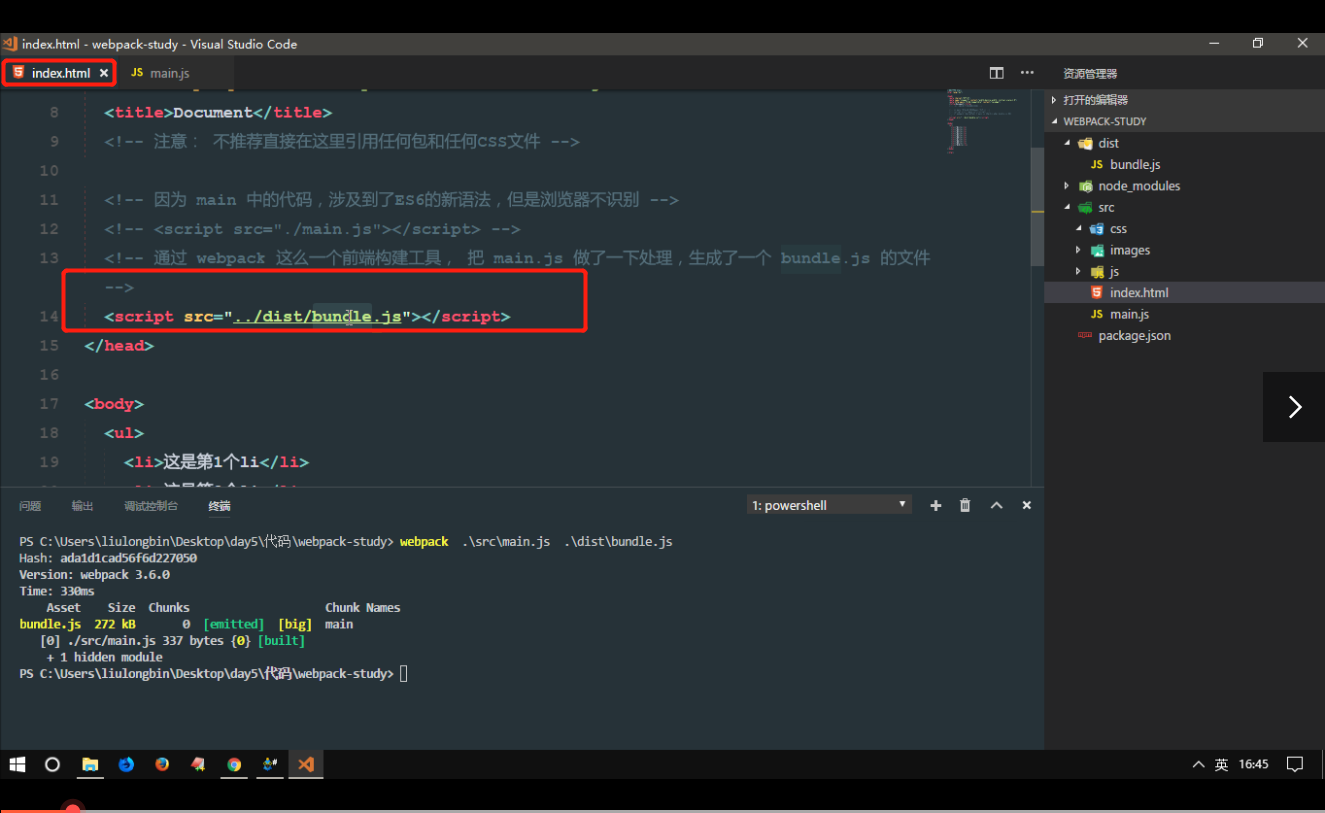 index.html - webpack-study - Visual Studio Code
index.html
JS main.js
资源管理器
8 <title>Document</title>
9 <!-- 注意： 不推荐直接在这里引用任何包和任何CSS文件 -->
10
11 <!-- 因为 main 中的代码，涉及到了ES6的新语法，但是浏览器不识别 -->
12 <!-- <script src="./main.js"></script> -->
13 <!-- 通过 webpack 这么一个前端构建工具， 把 main.js 做了一下处理，生成了一个 bundle.js 的文件
-->
14 <script src="../dist/bundle.js"></script>
15 </head>
16
17 <body>
18 <ul>
19 <li>这是第1个li</li>
打开的编辑器
WEBPACK-STUDY
dist
JS bundle.js
node_modules
src
css
images
js
index.html
JS main.js
package.json
问题 输出 调试控制台 终端
1: powershell
PS C:\Users\liulongbin\Desktop\day5\代码\webpack-study> webpack .\src\main.js .\dist\bundle.js
Hash: ada1d1cad56f6d227050
Version: webpack 3.6.0
Time: 330ms
Asset Size Chunks Chunk Names
bundle.js 272 kB 0 [emitted] [big] main
[0] ./src/main.js 337 bytes {0} [built]
+ 1 hidden module
PS C:\Users\liulongbin\Desktop\day5\代码\webpack-study>
英 16:45